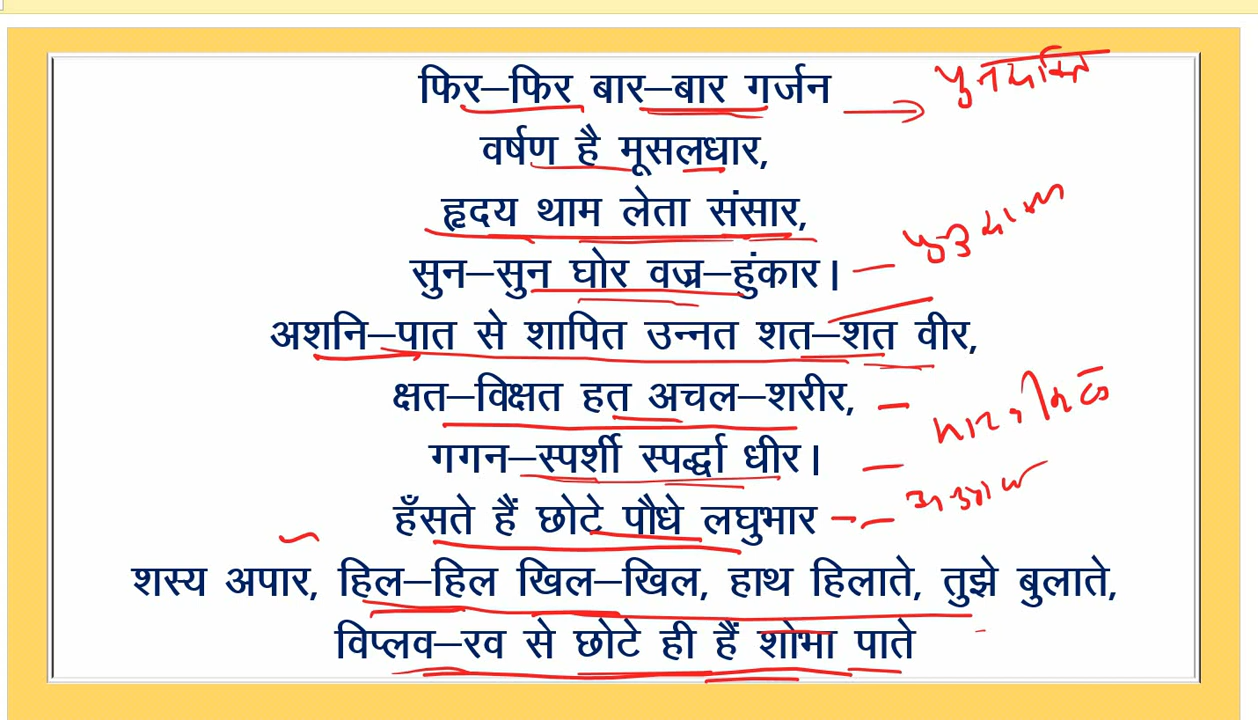 फिर–फिर बार–बार गर्जन
वर्षण है मूसलधार,
हृदय थाम लेता संसार,
सुन–सुन घोर वज्र–हुंकार।
अशनि–पात से शापित उन्नत शत–शत वीर,
क्षत–विक्षत हत अचल–शरीर,
गगन–स्पर्शी स्पर्द्धा धीर।
हँसते हैं छोटे पौधे लघुभार
शस्य अपार, हिल–हिल खिल–खिल, हाथ हिलाते, तुझे बुलाते,
विप्लव–रव से छोटे ही हैं शोभा पाते